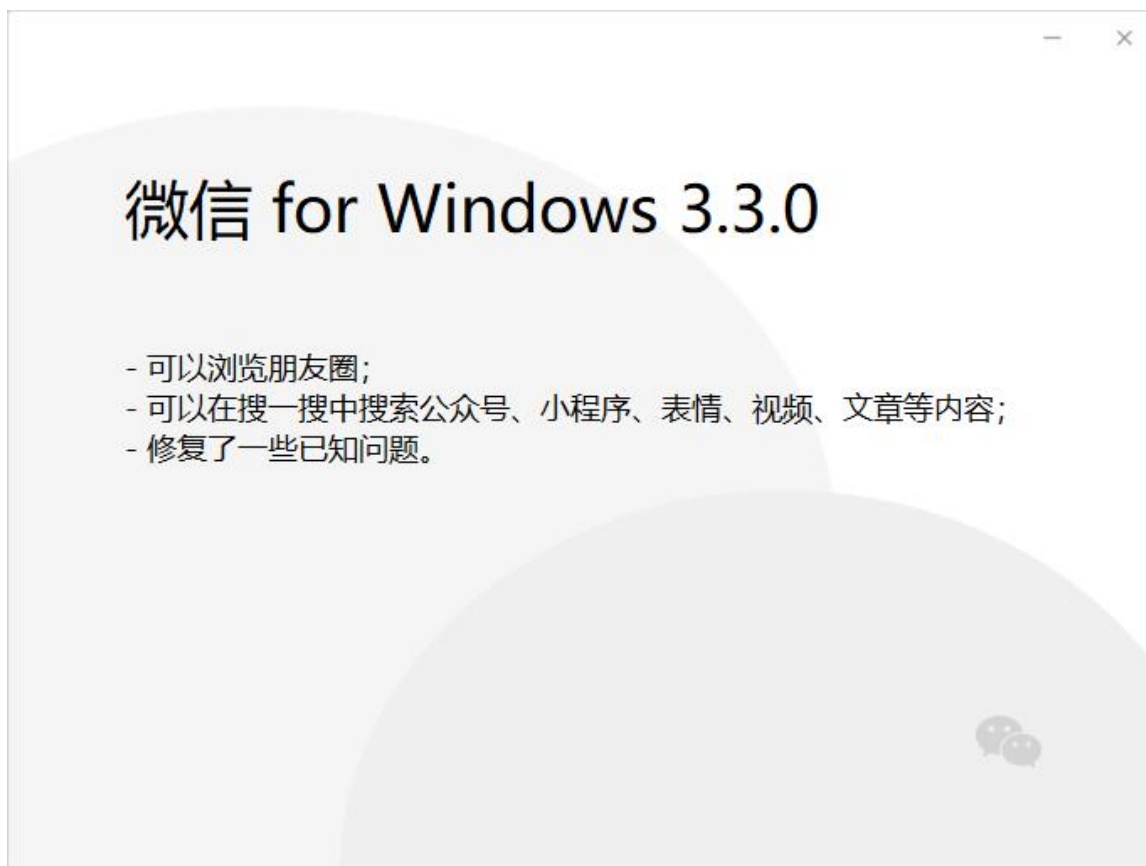 微信 for Windows 3.3.0
- 可以浏览朋友圈；
- 可以在搜一搜中搜索公众号、小程序、表情、视频、文章等内容；
- 修复了一些已知问题。